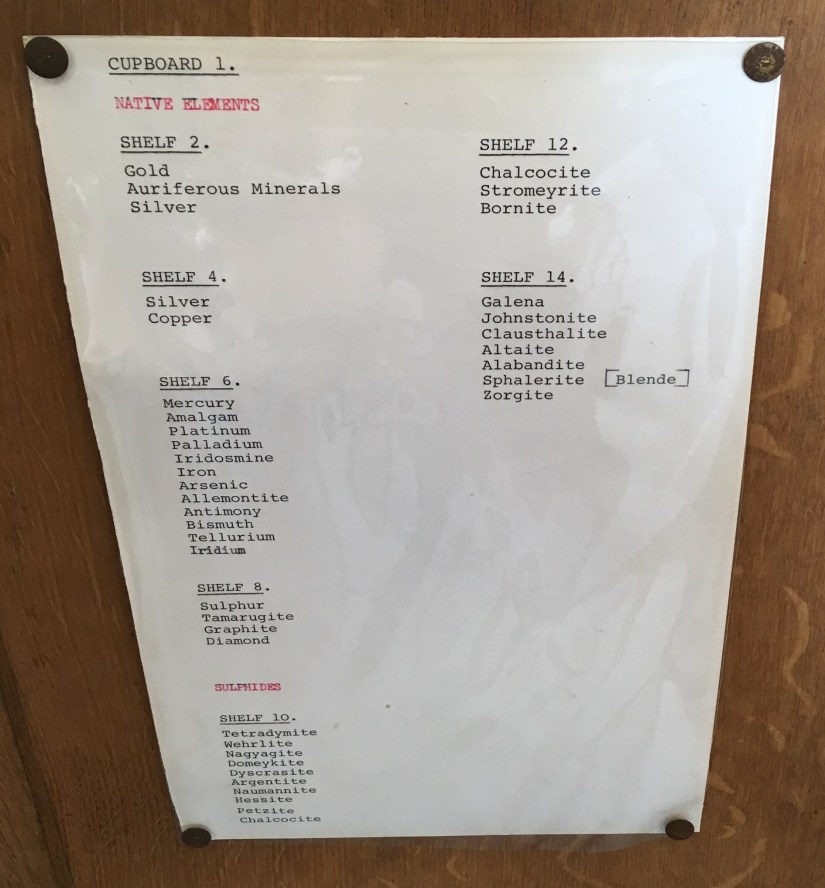 CUPBOARD 1.
NATIVE ELEMENTS
SHELF 2.
Gold
Auriferous Minerals
Silver
SHELF 4.
Silver
Copper
SHELF 6.
Mercury
Amalgam
Platinum
Palladium
Iridosmine
Iron
Arsenic
Allemontite
Antimony
Bismuth
Tellurium
Iridium
SHELF 8.
Sulphur
Tamarugite
Graphite
Diamond
SULPHIDES
SHELF 10.
Tetradymite
Wehrlite
Nagyagite
Domeykite
Dyscrasite
Argentite
Naumannite
Hessite
Petzite
Chalcocite
SHELF 12.
Chalcocite
Stromeyrite
Bornite
SHELF 14.
Galena
Johnstonite
Clausthalite
Altaite
Alabandite
Sphalerite [Blende]
Zorgite